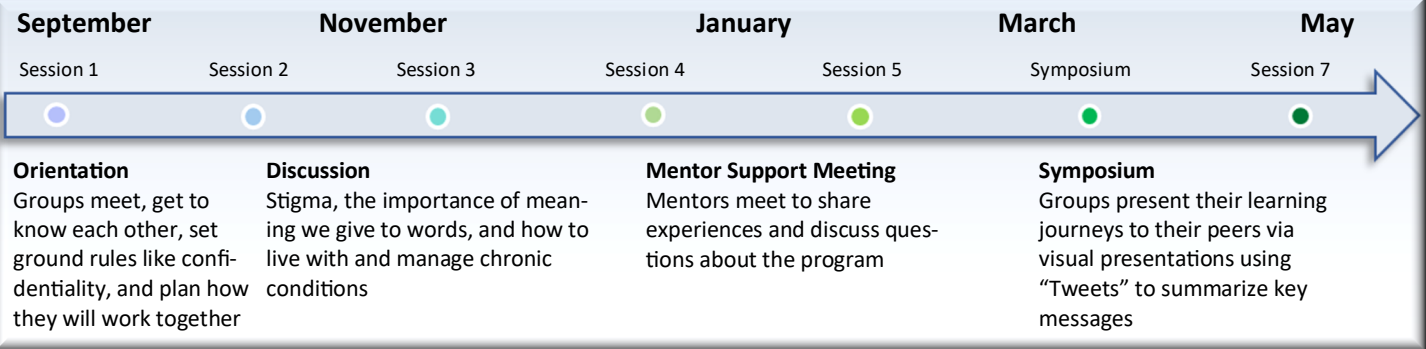 September November January March May
Session 1 Session 2 Session 3 Session 4 Session 5 Symposium Session 7
Orientation
Groups meet, get to
know each other, set
ground rules like confi-
dentiality, and plan how
they will work together
Discussion
Stigma, the importance of mean-
ing we give to words, and how to
live with and manage chronic
conditions
Mentor Support Meeting
Mentors meet to share
experiences and discuss ques-
tions about the program
Symposium
Groups present their learning
journeys to their peers via
visual presentations using
“Tweets” to summarize key
messages